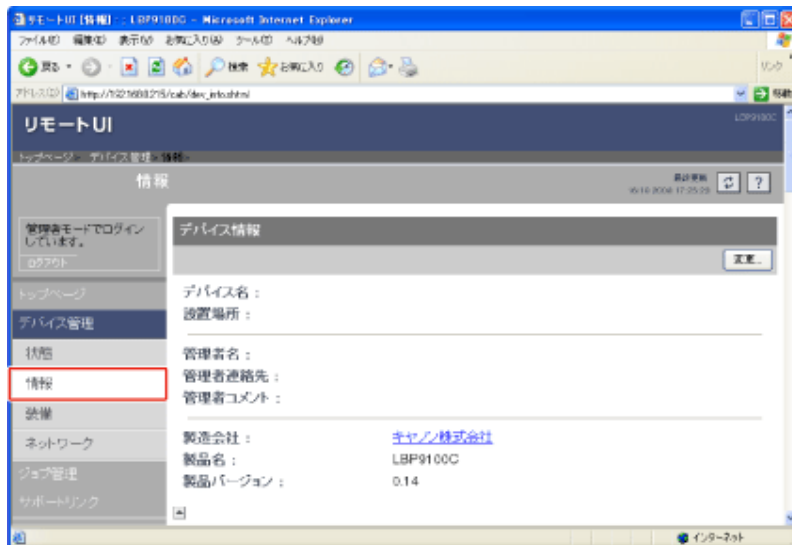 リモートUI [情報] : : LBP9100C - Microsoft Internet Explorer
ファイル(F) 編集(E) 表示(V) お気に入り(A) ツール(T) ヘルプ(H)
戻る 検索 お気に入り
リンク
アドレス(D) 移動
リモートUI
LBP9100C
トップページ > デバイス管理 > 情報 >
情報
最終更新
?
管理者モードでログイン
しています。
ログアウト
トップページ
デバイス管理
状態
情報
装備
ネットワーク
ジョブ管理
サポートリンク
デバイス情報
変更...
デバイス名 :
設置場所 :
管理者名 :
管理者連絡先 :
管理者コメント :
製造会社 : キヤノン株式会社
製品名 : LBP9100C
製品バージョン : 0.14
インターネット